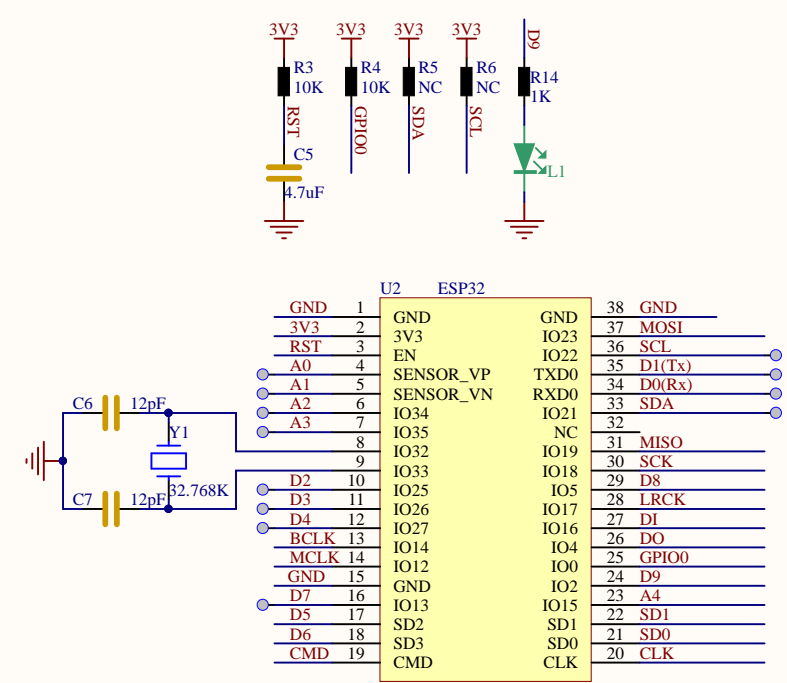 3V3 3V3 3V3 3V3 D9
R3 R4 R5 R6 R14
10K 10K NC NC 1K
RST GPIO0 SDA SCL
C5
L1
4.7uF
U2 ESP32
GND 1 GND GND 38 GND
3V3 2 3V3 IO23 37 MOSI
RST 3 EN IO22 36 SCL
A0 4 SENSOR_VP TXD0 35 D1(Tx)
A1 5 SENSOR_VN RXD0 34 D0(Rx)
C6 12pF A2 6 IO34 IO21 33 SDA
Y1 A3 7 IO35 NC 32
8 IO32 IO19 31 MISO
9 IO33 IO18 30 SCK
32.768K D2 10 IO25 IO5 29 D8
C7 12pF D3 11 IO26 IO17 28 LRCK
D4 12 IO27 IO16 27 DI
BCLK 13 IO14 IO4 26 DO
MCLK 14 IO12 IO0 25 GPIO0
GND 15 GND IO2 24 D9
D7 16 IO13 IO15 23 A4
D5 17 SD2 SD1 22 SD1
D6 18 SD3 SD0 21 SD0
CMD 19 CMD CLK 20 CLK